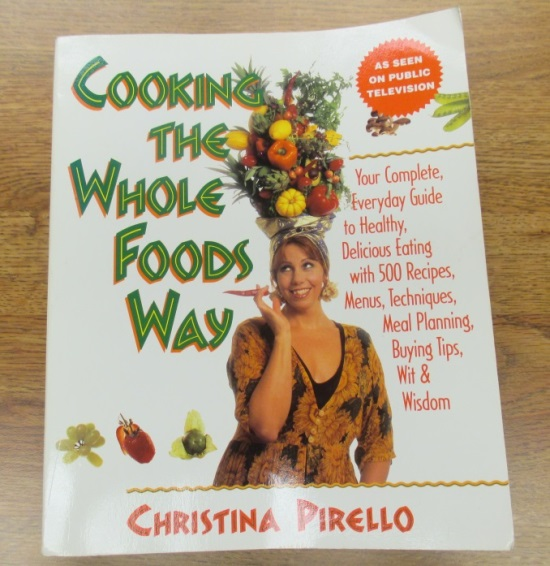 COOKING
THE
WHOLE
FOODS
WAY
AS SEEN
ON PUBLIC
TELEVISION
Your Complete,
Everyday Guide
to Healthy,
Delicious Eating
with 500 Recipes,
Menus, Techniques,
Meal Planning,
Buying Tips,
Wit &
Wisdom
CHRISTINA PIRELLO